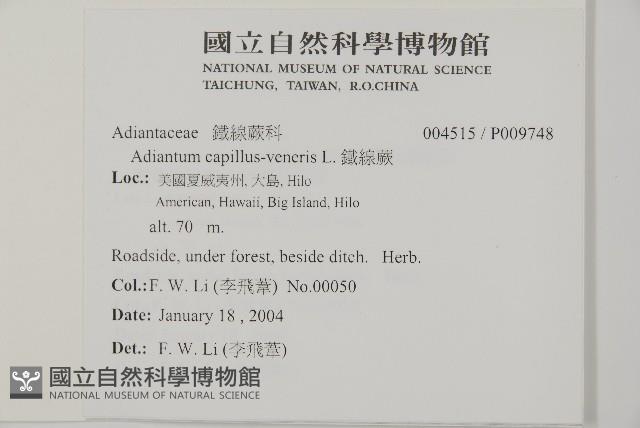 國立自然科學博物館
NATIONAL MUSEUM OF NATURAL SCIENCE
TAICHUNG, TAIWAN, R.O.CHINA
Adiantaceae 鐵線蕨科 004515 / P009748
Adiantum capillus-veneris L. 鐵線蕨
Loc.: 美國夏威夷州, 大島, Hilo
American, Hawaii, Big Island, Hilo
alt. 70 m.
Roadside, under forest, beside ditch. Herb.
Col.:F. W. Li (李飛葦) No.00050
Date: January 18 , 2004
Det.: F. W. Li (李飛葦)
國立自然科學博物館
NATIONAL MUSEUM OF NATURAL SCIENCE